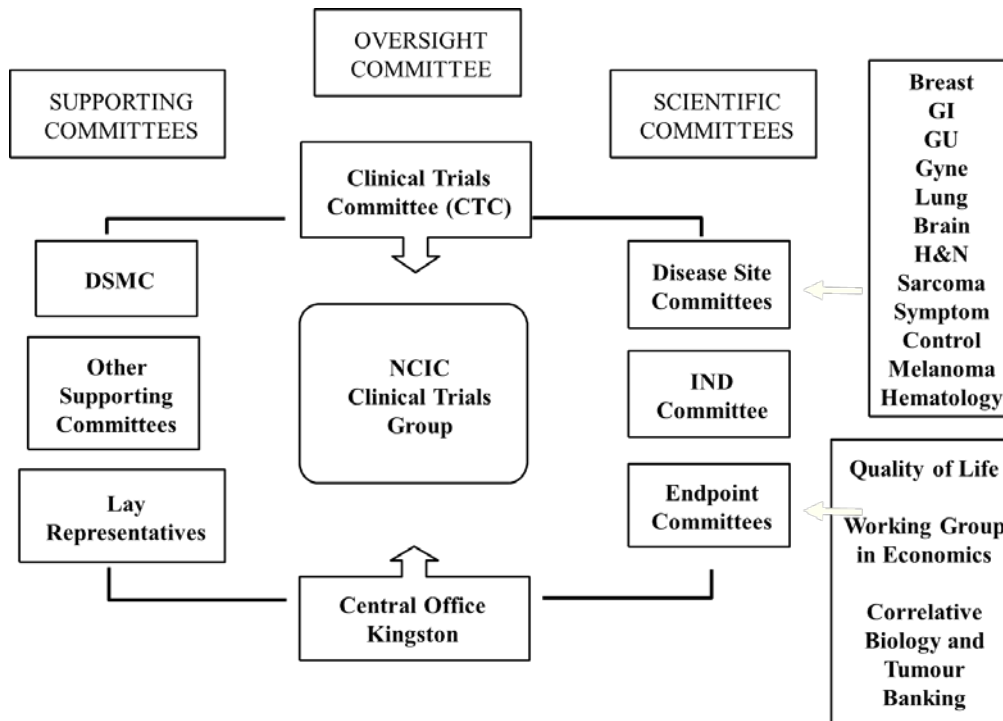 OVERSIGHT
COMMITTEE
SUPPORTING
COMMITTEES
SCIENTIFIC
COMMITTEES
Clinical Trials
Committee (CTC)
DSMC
Other
Supporting
Committees
Lay
Representatives
NCIC
Clinical Trials
Group
Central Office
Kingston
Disease Site
Committees
IND
Committee
Endpoint
Committees
Breast
GI
GU
Gyne
Lung
Brain
H&N
Sarcoma
Symptom
Control
Melanoma
Hematology
Quality of Life
Working Group
in Economics
Correlative
Biology and
Tumour
Banking